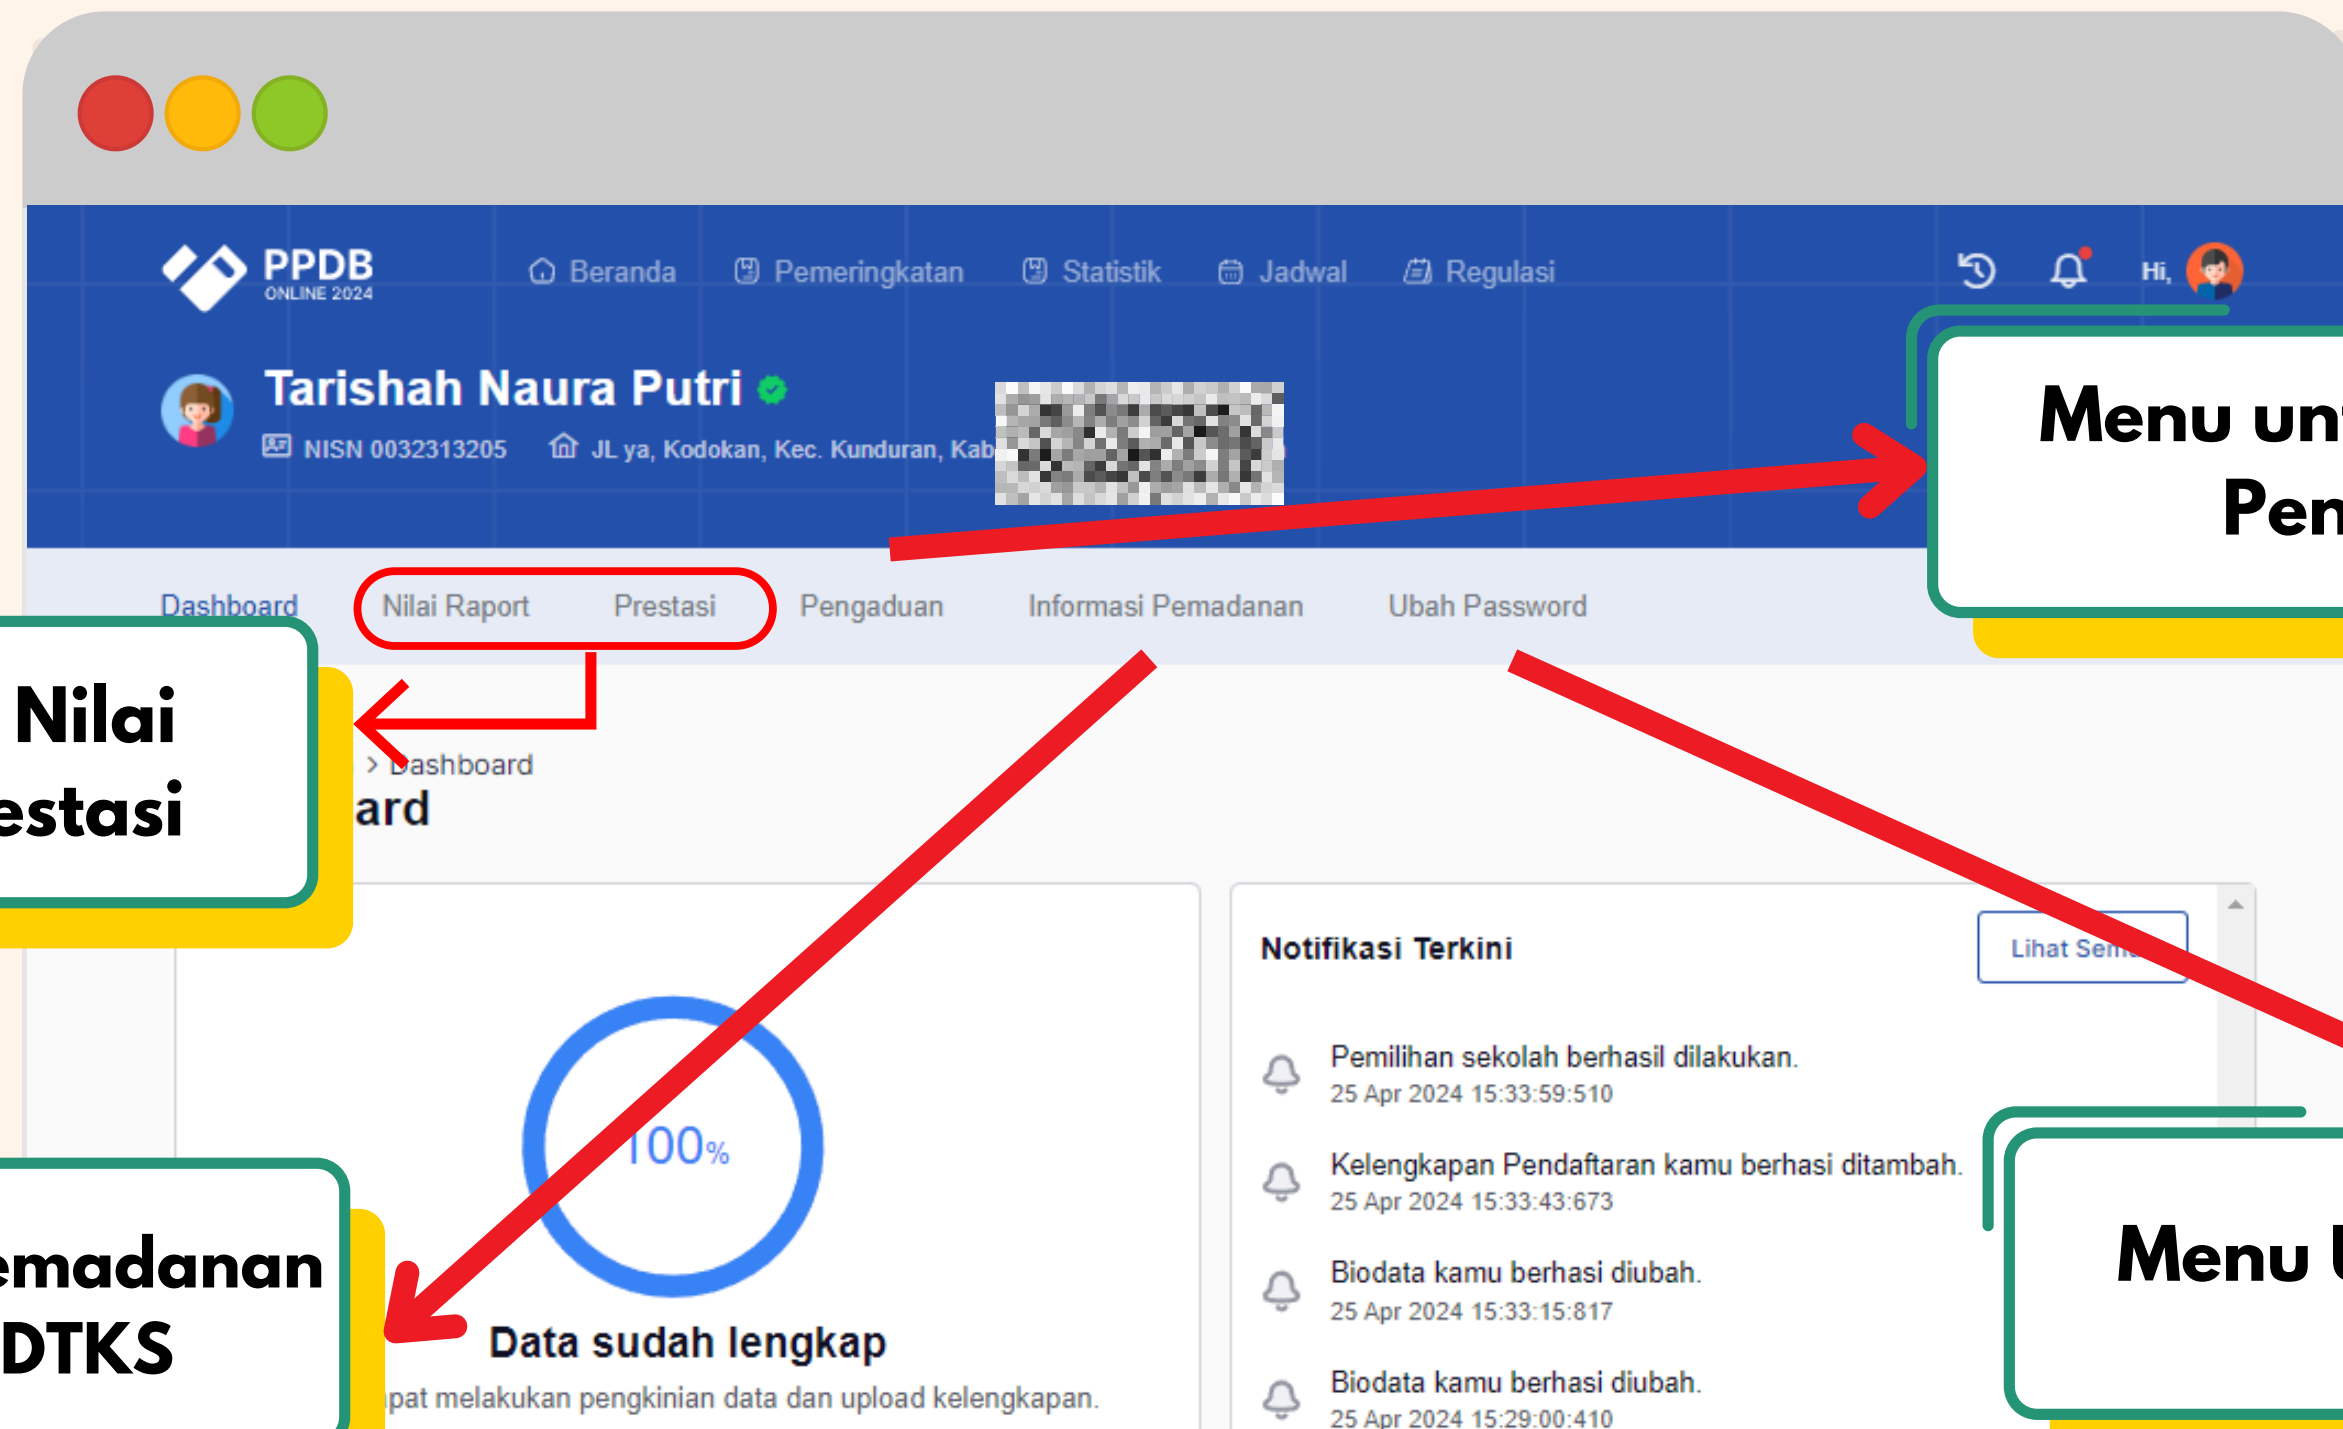 PPDB
ONLINE 2024
Beranda Pemeringkatan Statistik Jadwal Regulasi
Hi,
Tarishah Naura Putri
NISN 0032313205 JL ya, Kodokan, Kec. Kunduran, Kab
Menu
Pen
Dashboard Nilai Raport Prestasi Pengaduan Informasi Pemadanan Ubah Password
Nilai
estasi
> Dashboard
ard
Notifikasi Terkini
Lihat
100%
Pemilihan sekolah berhasil dilakukan.
25 Apr 2024 15:33:59:510
Kelengkapan Pendaftaran kamu berhasi ditambah.
25 Apr 2024 15:33:43:673
Biodata kamu berhasi diubah.
25 Apr 2024 15:33:15:817
Biodata kamu berhasi diubah.
25 Apr 2024 15:29:00:410
emadanan
DTKS
Data sudah lengkap
pat melakukan pengkinian data dan upload kelengkapan.
Menu